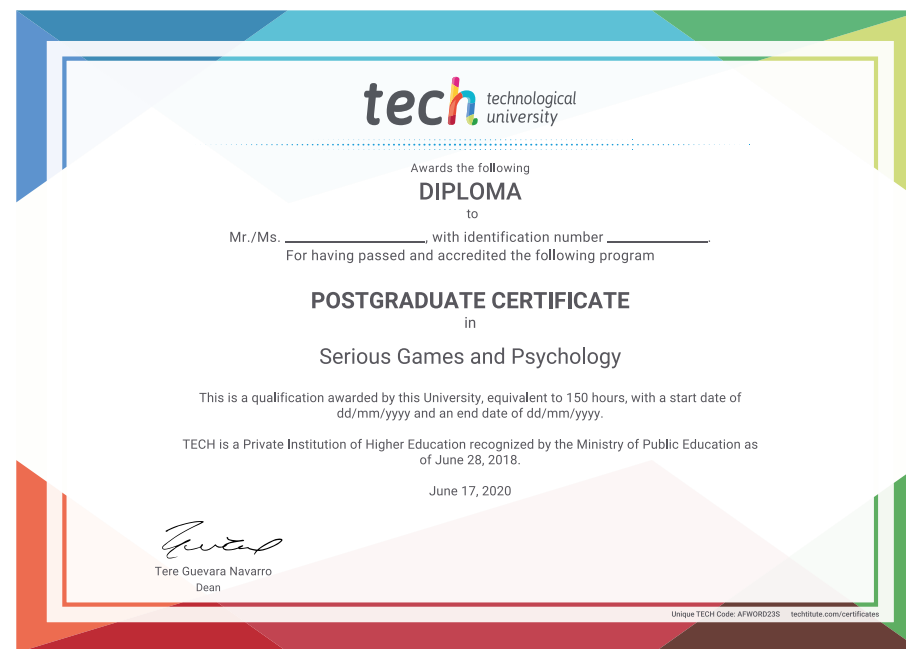 tech technological
university
Awards the following
DIPLOMA
to
Mr./Ms. ____________________, with identification number ______________.
For having passed and accredited the following program
POSTGRADUATE CERTIFICATE
in
Serious Games and Psychology
This is a qualification awarded by this University, equivalent to 150 hours, with a start date of
dd/mm/yyyy and an end date of dd/mm/yyyy.
TECH is a Private Institution of Higher Education recognized by the Ministry of Public Education as
of June 28, 2018.
June 17, 2020
Tere Guevara Navarro
Dean
Unique TECH Code: AFWORD23S techtitute.com/certificates